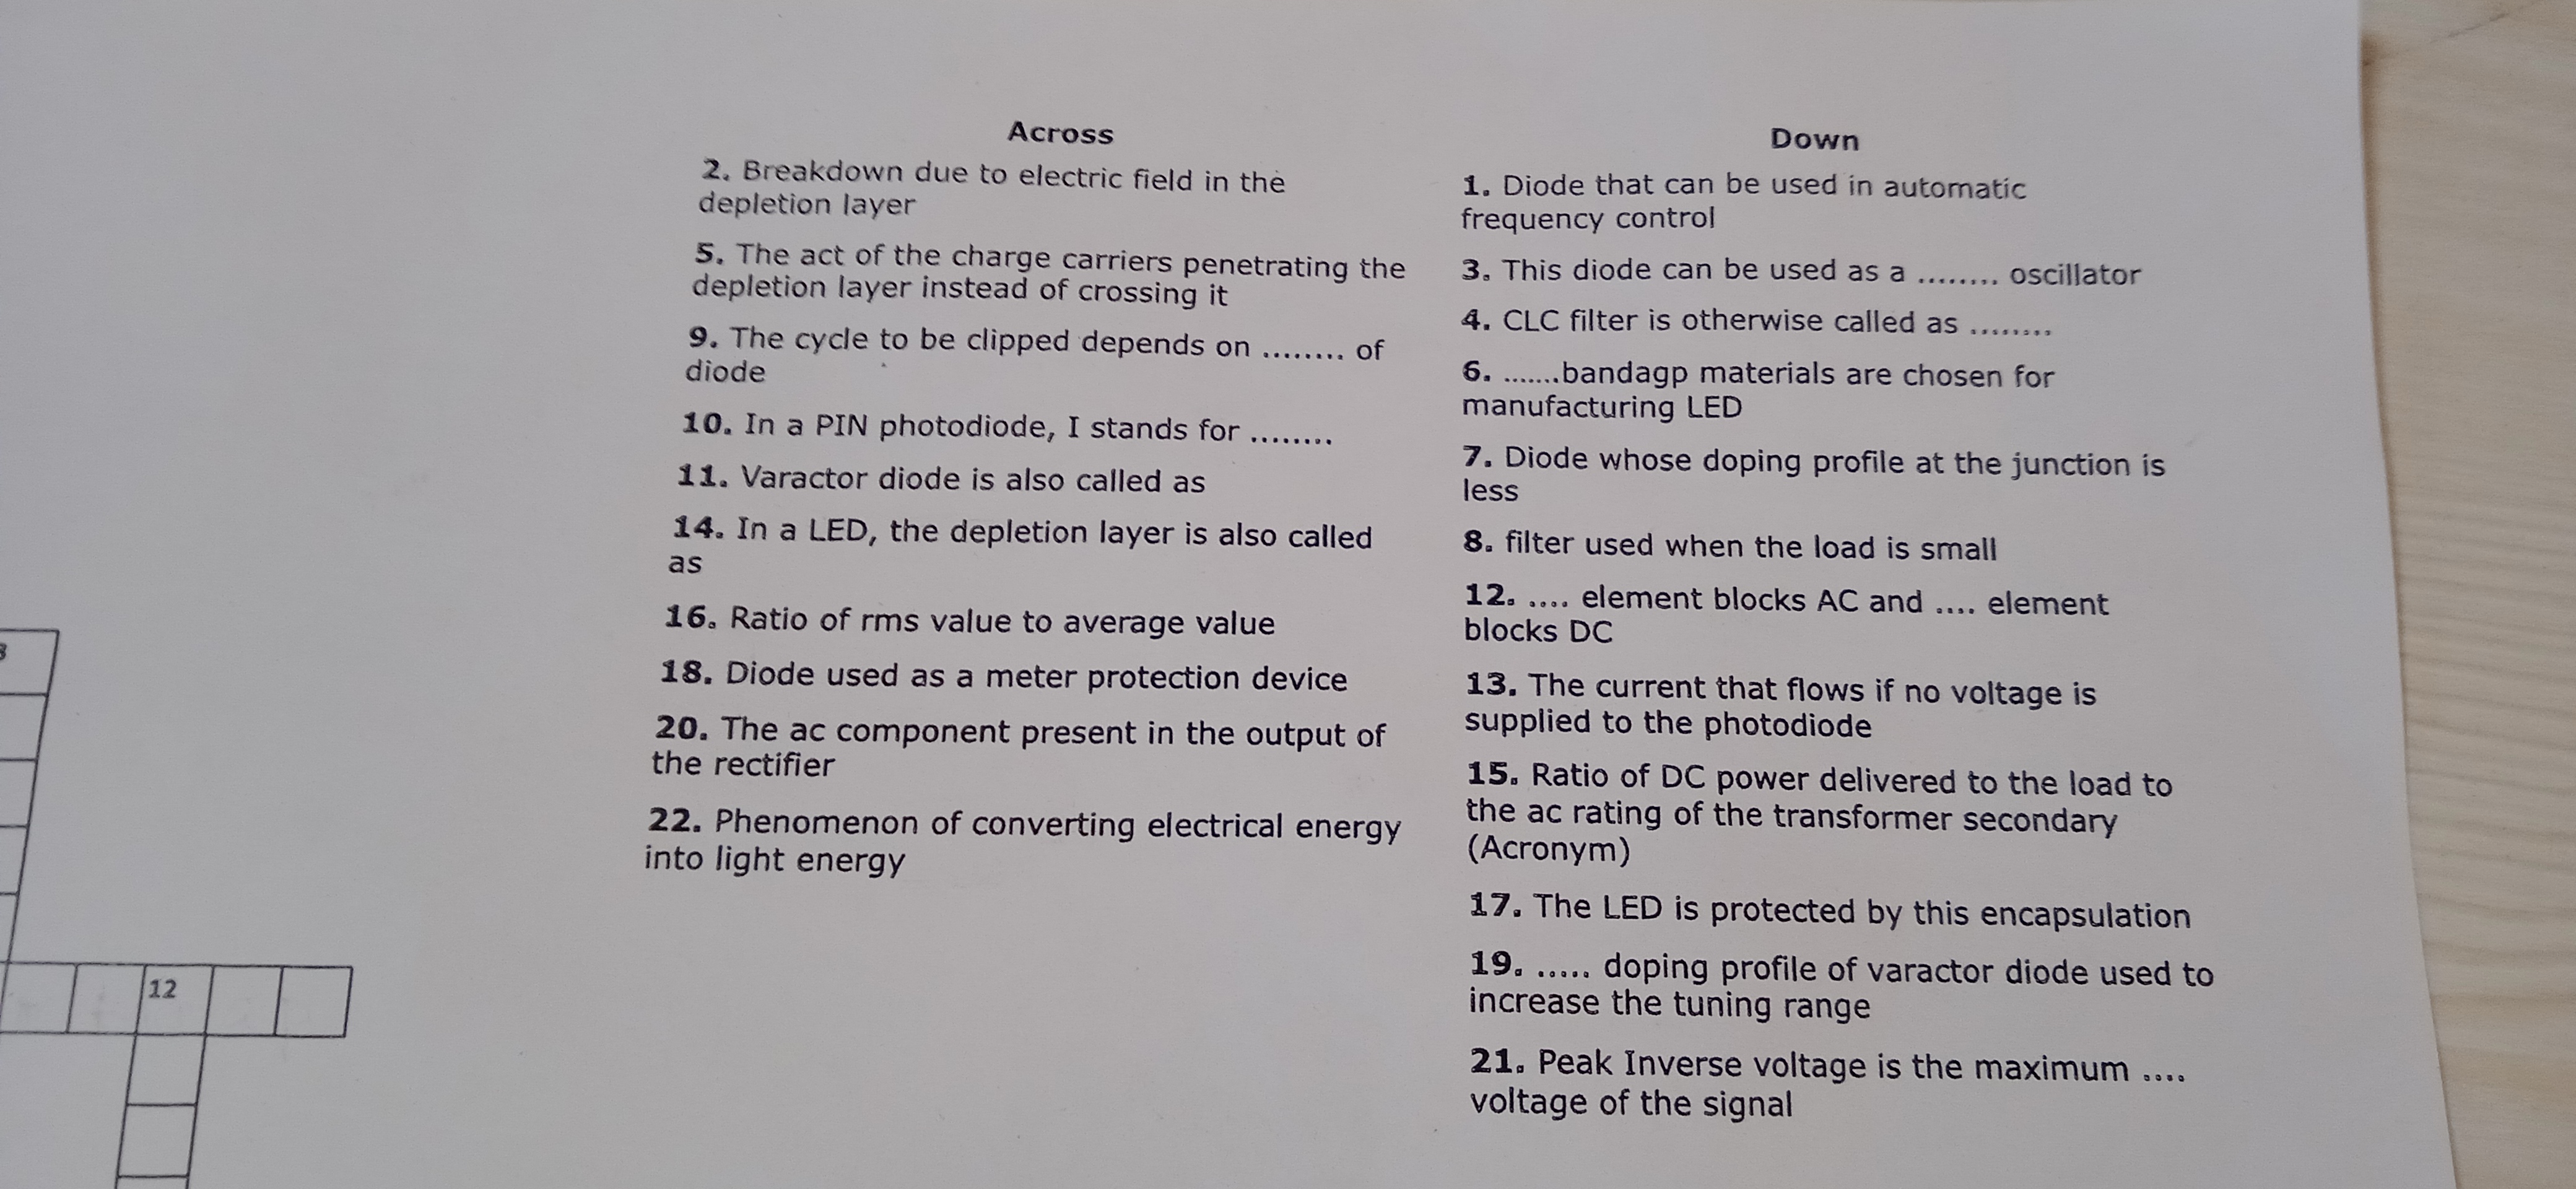 Across
2. Breakdown due to electric field in the
depletion layer
5. The act of the charge carriers penetrating the
depletion layer instead of crossing it
9. The cycle to be clipped depends on ........ of
diode
10. In a PIN photodiode, I stands for ........
11. Varactor diode is also called as
14. In a LED, the depletion layer is also called
as
16. Ratio of rms value to average value
18. Diode used as a meter protection device
20. The ac component present in the output of
the rectifier
22. Phenomenon of converting electrical energy
into light energy
Down
1. Diode that can be used in automatic
frequency control
3. This diode can be used as a ........ oscillator
4. CLC filter is otherwise called as ........
6. .......bandagp materials are chosen for
manufacturing LED
7. Diode whose doping profile at the junction is
less
8. filter used when the load is small
12. .... element blocks AC and .... element
blocks DC
13. The current that flows if no voltage is
supplied to the photodiode
15. Ratio of DC power delivered to the load to
the ac rating of the transformer secondary
(Acronym)
17. The LED is protected by this encapsulation
19. ..... doping profile of varactor diode used to
increase the tuning range
21. Peak Inverse voltage is the maximum ....
voltage of the signal
12